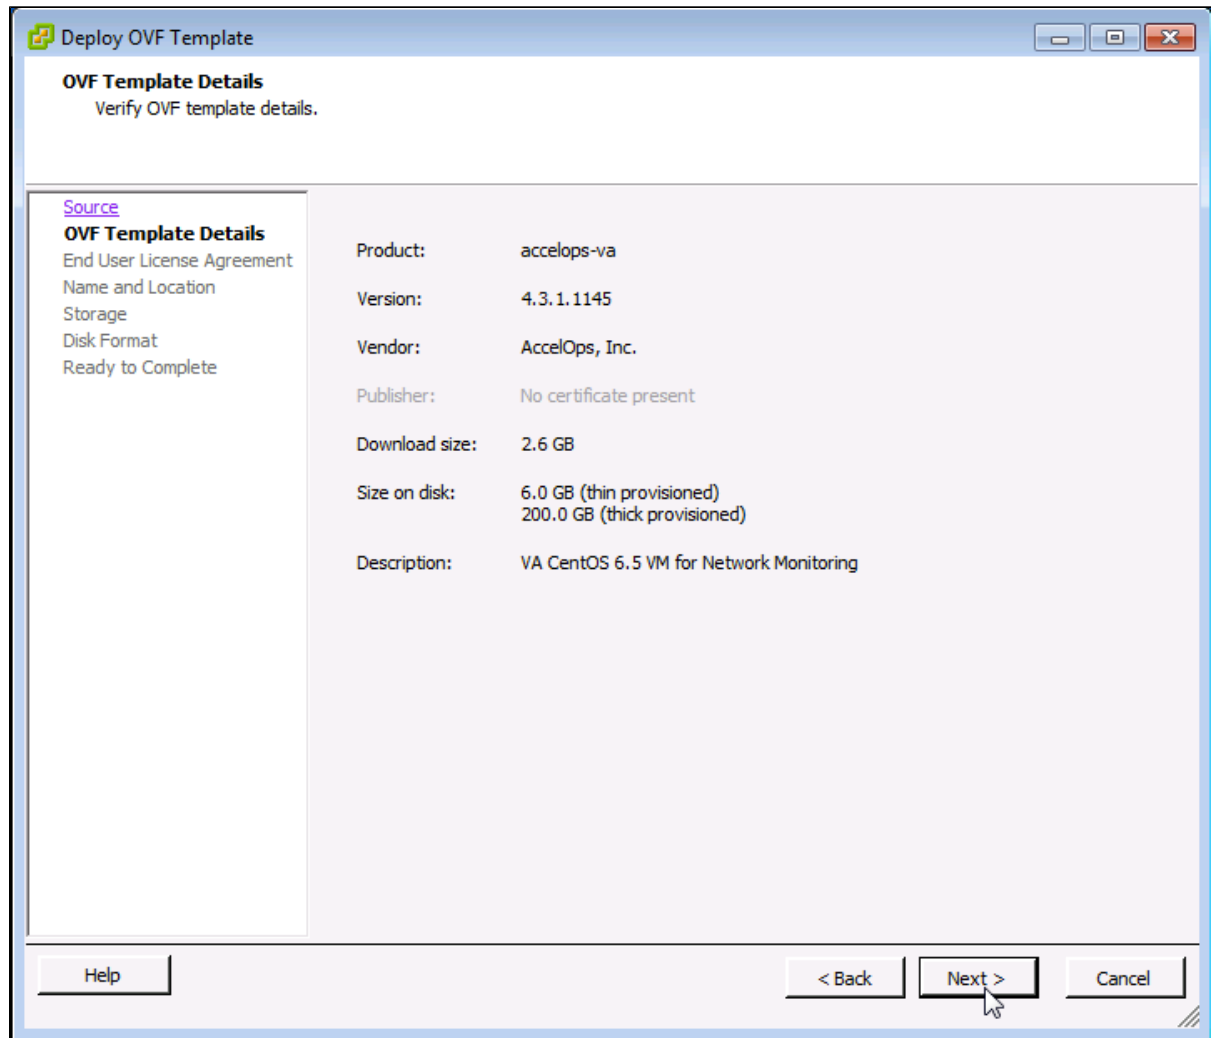 Deploy OVF Template
OVF Template Details
Verify OVF template details.
Source
OVF Template Details
End User License Agreement
Name and Location
Storage
Disk Format
Ready to Complete
Product: accelops-va
Version: 4.3.1.1145
Vendor: AccelOps, Inc.
Publisher: No certificate present
Download size: 2.6 GB
Size on disk: 6.0 GB (thin provisioned)
200.0 GB (thick provisioned)
Description: VA CentOS 6.5 VM for Network Monitoring
Help < Back Next > Cancel